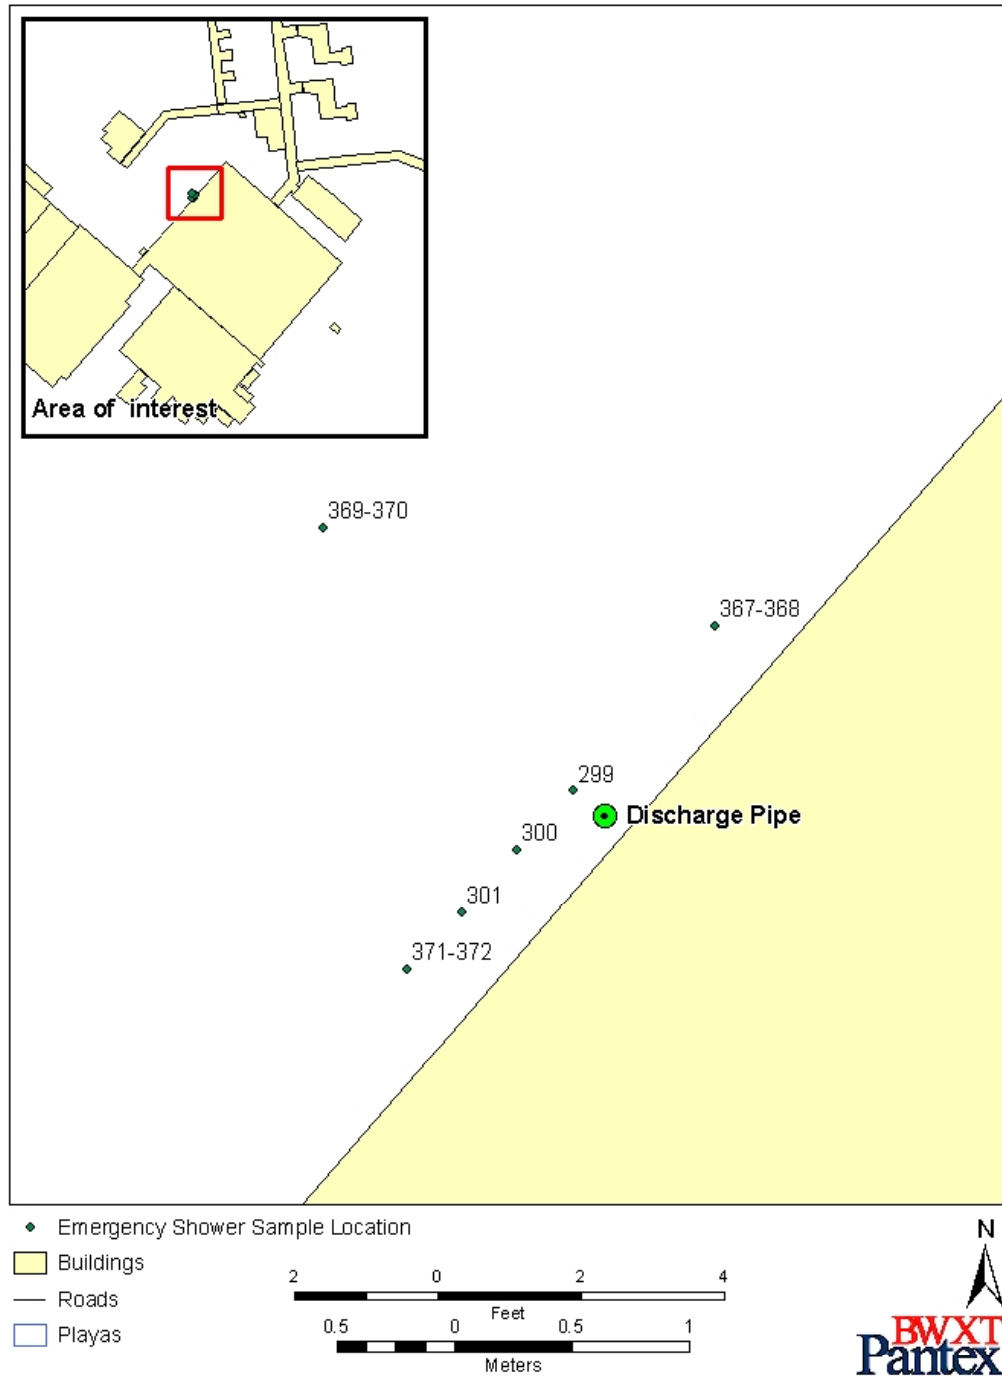 Area of interest
369-370
367-368
299
Discharge Pipe
300
301
371-372
Emergency Shower Sample Location
Buildings
Roads
Playas
2 0 2 4
Feet
0.5 0 0.5 1
Meters
N
BWXT
Pantex